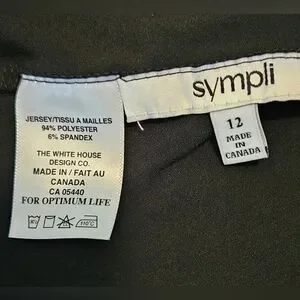 JERSEY/TISSU A MAILLES
94% POLYESTER
6% SPANDEX
THE WHITE HOUSE
DESIGN CO.
MADE IN / FAIT AU
CANADA
CA 05440
FOR OPTIMUM LIFE
110°C
sympli
12
MADE
IN
CANADA